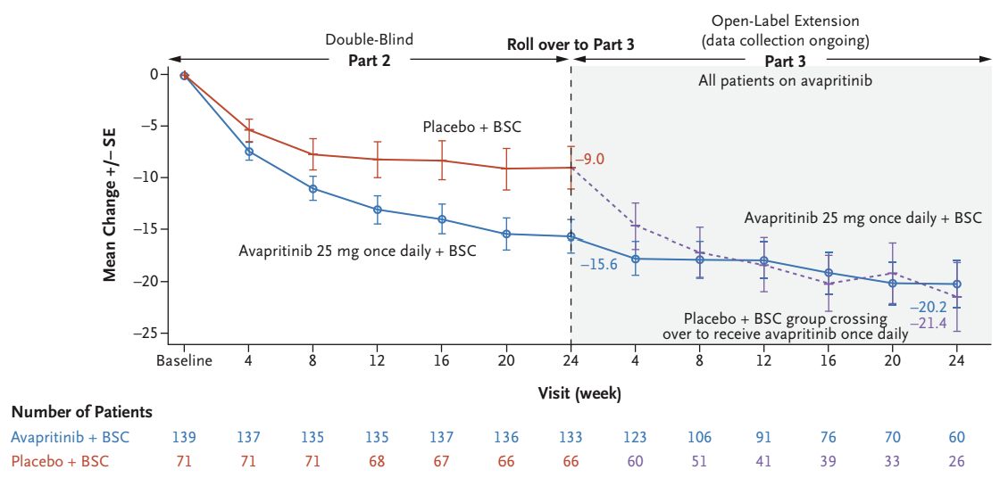 Double-Blind
Part 2
Roll over to Part 3
Open-Label Extension
(data collection ongoing)
Part 3
All patients on avapritinib
Mean Change +/– SE
0
–5
–10
–15
–20
–25
Placebo + BSC
–9.0
Avapritinib 25 mg once daily + BSC
–15.6
Avapritinib 25 mg once daily + BSC
–20.2
–21.4
Placebo + BSC group crossing
over to receive avapritinib once daily
Baseline 4 8 12 16 20 24 4 8 12 16 20 24
Visit (week)
Number of Patients
Avapritinib + BSC 139 137 135 135 137 136 133 123 106 91 76 70 60
Placebo + BSC 71 71 71 68 67 66 66 60 51 41 39 33 26